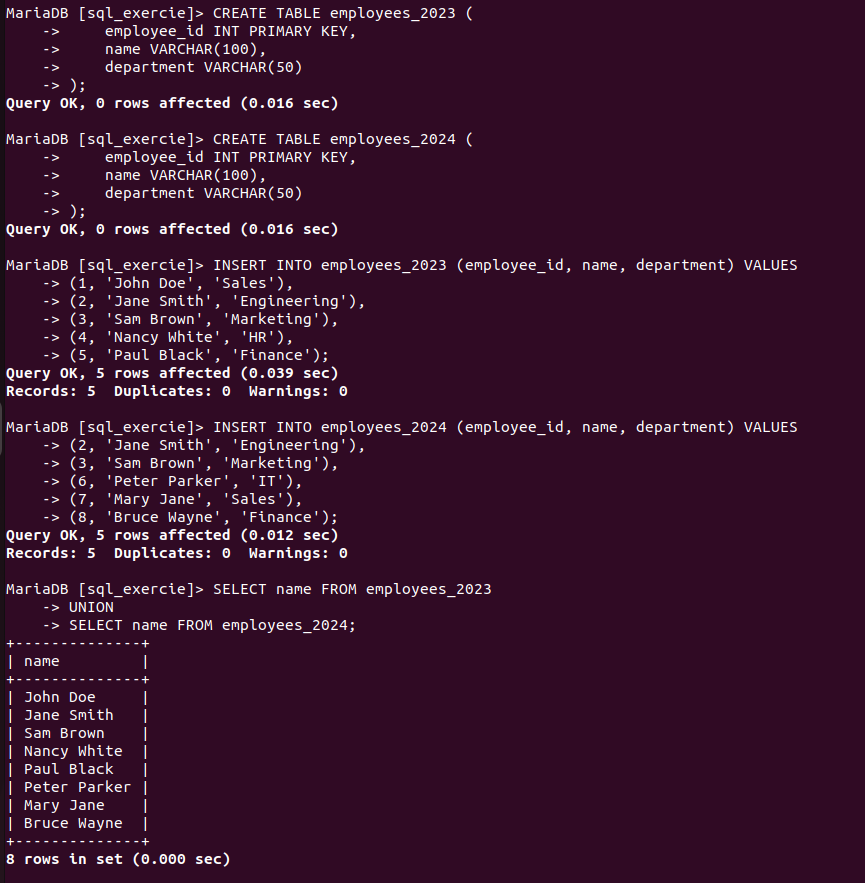 MariaDB [sql_exercie]> CREATE TABLE employees_2023 (
    ->     employee_id INT PRIMARY KEY,
    ->     name VARCHAR(100),
    ->     department VARCHAR(50)
    -> );
Query OK, 0 rows affected (0.016 sec)

MariaDB [sql_exercie]> CREATE TABLE employees_2024 (
    ->     employee_id INT PRIMARY KEY,
    ->     name VARCHAR(100),
    ->     department VARCHAR(50)
    -> );
Query OK, 0 rows affected (0.016 sec)

MariaDB [sql_exercie]> INSERT INTO employees_2023 (employee_id, name, department) VALUES
    -> (1, 'John Doe', 'Sales'),
    -> (2, 'Jane Smith', 'Engineering'),
    -> (3, 'Sam Brown', 'Marketing'),
    -> (4, 'Nancy White', 'HR'),
    -> (5, 'Paul Black', 'Finance');
Query OK, 5 rows affected (0.039 sec)
Records: 5  Duplicates: 0  Warnings: 0

MariaDB [sql_exercie]> INSERT INTO employees_2024 (employee_id, name, department) VALUES
    -> (2, 'Jane Smith', 'Engineering'),
    -> (3, 'Sam Brown', 'Marketing'),
    -> (6, 'Peter Parker', 'IT'),
    -> (7, 'Mary Jane', 'Sales'),
    -> (8, 'Bruce Wayne', 'Finance');
Query OK, 5 rows affected (0.012 sec)
Records: 5  Duplicates: 0  Warnings: 0

MariaDB [sql_exercie]> SELECT name FROM employees_2023
    -> UNION
    -> SELECT name FROM employees_2024;
+--------------+
| name         |
+--------------+
| John Doe     |
| Jane Smith   |
| Sam Brown    |
| Nancy White  |
| Paul Black   |
| Peter Parker |
| Mary Jane    |
| Bruce Wayne  |
+--------------+
8 rows in set (0.000 sec)